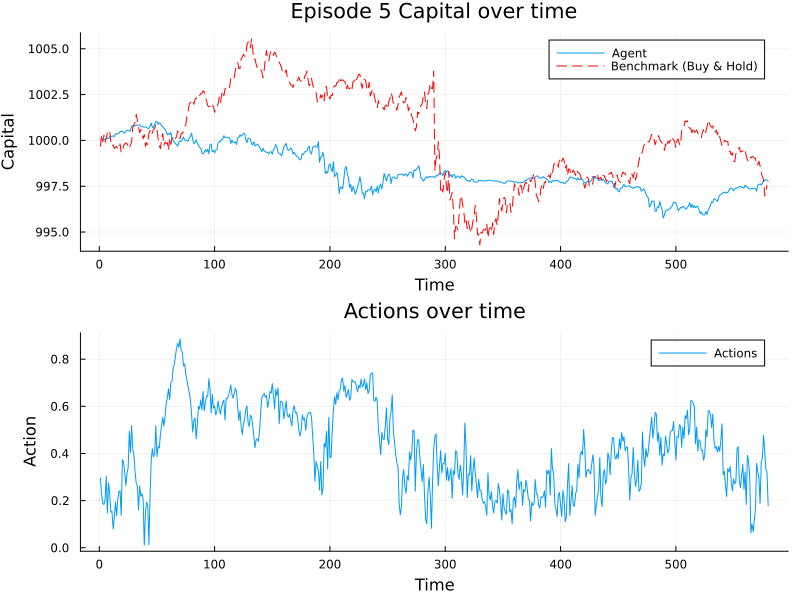 Episode 5 Capital over time
1005.0
1002.5
1000.0
997.5
995.0
Capital
Agent
Benchmark (Buy & Hold)
0 100 200 300 400 500
Time
Actions over time
0.8
0.6
0.4
0.2
0.0
Action
Actions
0 100 200 300 400 500
Time